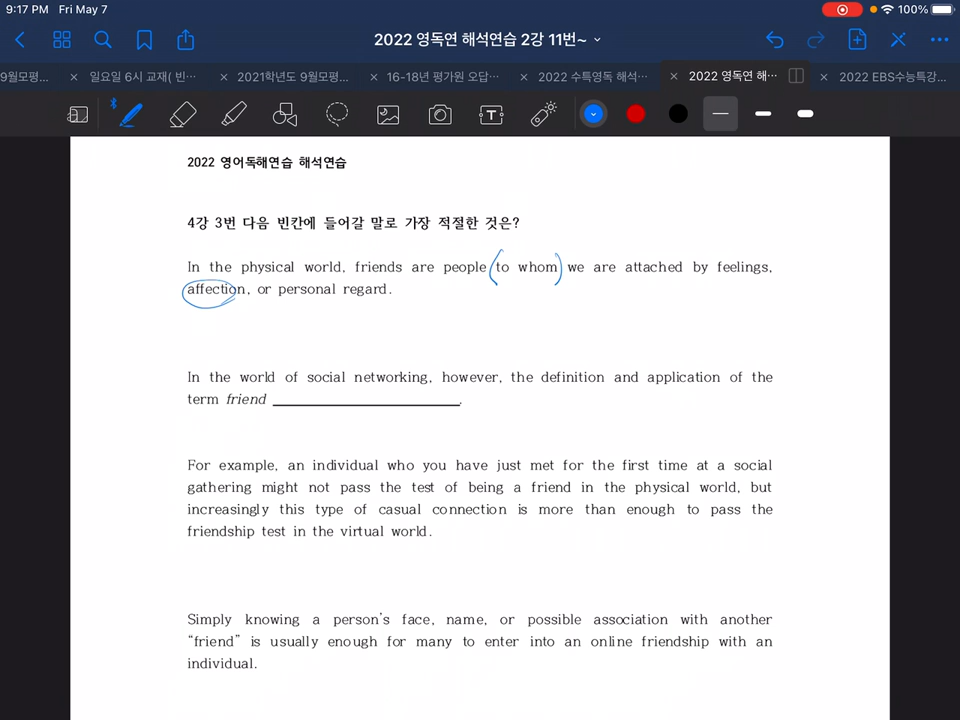 9:17 PM Fri May 7
100%
2022 영독연 해석연습 2강 11번~
9월모평...
일요일 6시 교재( 빈...
2021학년도 9월모평...
16-18년 평가원 오답...
2022 수특영독 해석...
2022 영독연 해...
2022 EBS수능특강...
2022 영어독해연습 해석연습
4강 3번 다음 빈칸에 들어갈 말로 가장 적절한 것은?
In the physical world, friends are people to whom we are attached by feelings,
affection, or personal regard.
In the world of social networking, however, the definition and application of the
term friend ____________________.
For example, an individual who you have just met for the first time at a social
gathering might not pass the test of being a friend in the physical world, but
increasingly this type of casual connection is more than enough to pass the
friendship test in the virtual world.
Simply knowing a person's face, name, or possible association with another
“friend” is usually enough for many to enter into an online friendship with an
individual.